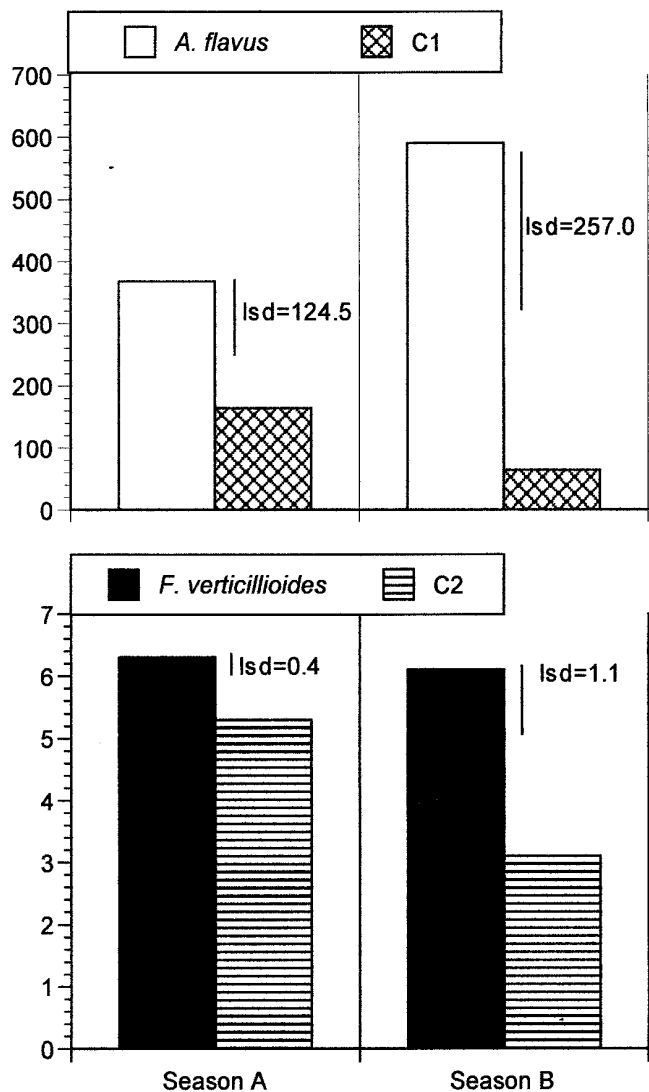 A. flavus C1
700
600
500
400
300
200
100
0
lsd=124.5
lsd=257.0
F. verticillioides C2
7
6
5
4
3
2
1
0
lsd=0.4
lsd=1.1
Season A Season B